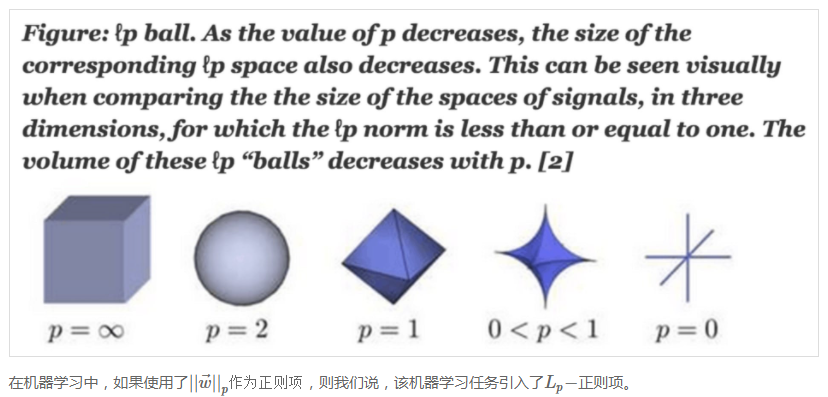 Figure: ℓp ball. As the value of p decreases, the size of the
corresponding ℓp space also decreases. This can be seen visually
when comparing the the size of the spaces of signals, in three
dimensions, for which the ℓp norm is less than or equal to one. The
volume of these ℓp “balls” decreases with p. [2]
p = ∞ p = 2 p = 1 0 < p < 1 p = 0
在机器学习中，如果使用了||w⃗||ₚ作为正则项，则我们说，该机器学习任务引入了Lₚ−正则项。